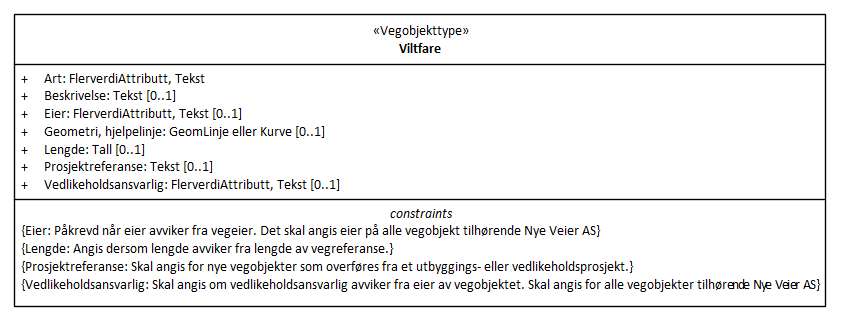 «Vegobjekttype»
Viltfare
+ Art: FlerverdiAttributt, Tekst
+ Beskrivelse: Tekst [0..1]
+ Eier: FlerverdiAttributt, Tekst [0..1]
+ Geometri, hjelpelinje: GeomLinje eller Kurve [0..1]
+ Lengde: Tall [0..1]
+ Prosjektreferanse: Tekst [0..1]
+ Vedlikeholdsansvarlig: FlerverdiAttributt, Tekst [0..1]
constraints
{Eier: Påkrevd når eier avviker fra vegeier. Det skal angis eier på alle vegobjekt tilhørende Nye Veier AS}
{Lengde: Angis dersom lengde avviker fra lengde av vegreferanse.}
{Prosjektreferanse: Skal angis for nye vegobjekter som overføres fra et utbyggings- eller vedlikeholdsprosjekt.}
{Vedlikeholdsansvarlig: Skal angis om vedlikeholdsansvarlig avviker fra eier av vegobjektet. Skal angis for alle vegobjekter tilhørende Nye Veier AS}